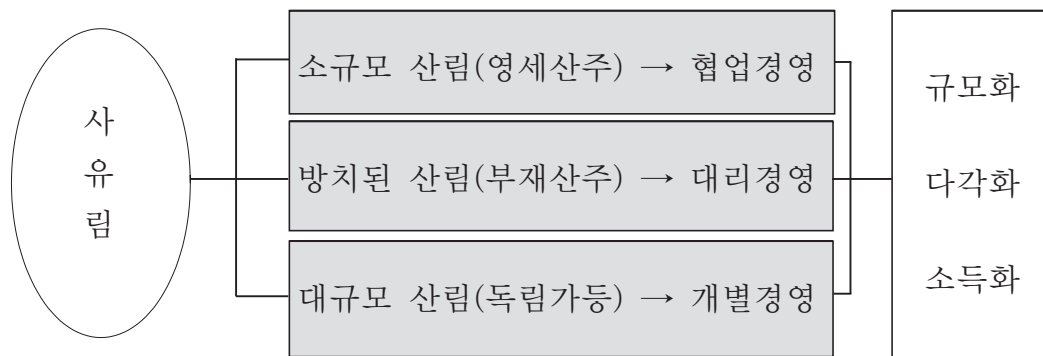 사
유
림
소규모 산림(영세산주) → 협업경영
방치된 산림(부재산주) → 대리경영
대규모 산림(독림가등) → 개별경영
규모화
다각화
소득화